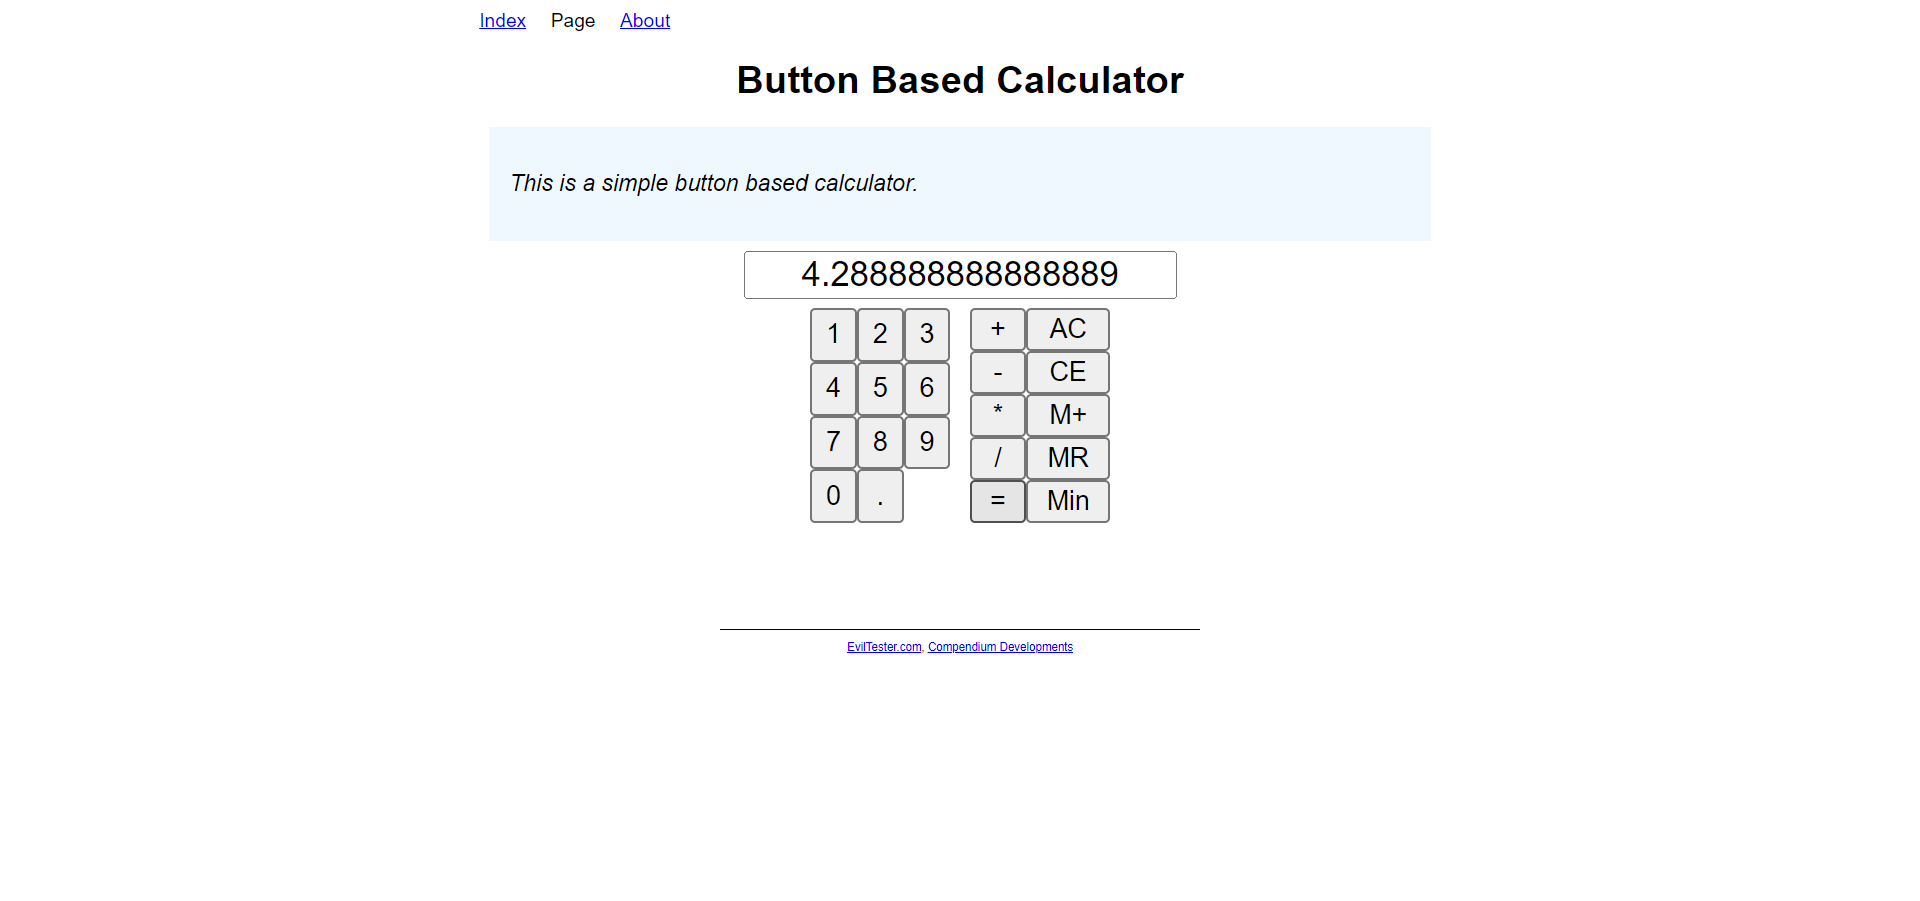 Index Page About
Button Based Calculator
This is a simple button based calculator.
4.288888888888889
1 2 3 + AC
4 5 6 - CE
7 8 9 * M+
0 . / MR
= Min
EvilTester.com, Compendium Developments